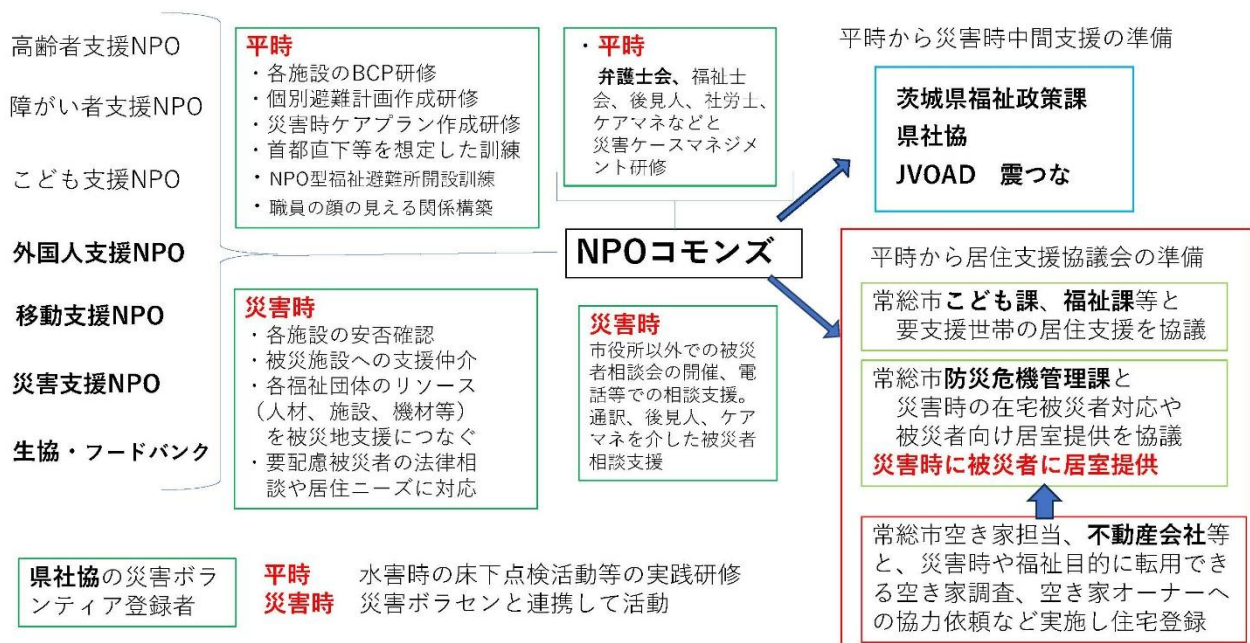 高齢者支援NPO
障がい者支援NPO
こども支援NPO
外国人支援NPO
移動支援NPO
災害支援NPO
生協・フードバンク
平時
・各施設のBCP研修
・個別避難計画作成研修
・災害時ケアプラン作成研修
・首都直下等を想定した訓練
・NPO型福祉避難所開設訓練
・職員の顔の見える関係構築
災害時
・各施設の安否確認
・被災施設への支援仲介
・各福祉団体のリソース
（人材、施設、機材等）
を被災地支援につなぐ
・要配慮被災者の法律相
談や居住ニーズに対応
・平時
弁護士会、福祉士
会、後見人、社労士、
ケアマネなどと
災害ケースマネジメ
ント研修
NPOコモンズ
災害時
市役所以外での被災
者相談会の開催、電
話等での相談支援。
通訳、後見人、ケア
マネを介した被災者
相談支援
平時から災害時中間支援の準備
茨城県福祉政策課
県社協
JVOAD　震つな
平時から居住支援協議会の準備
常総市こども課、福祉課等と
要支援世帯の居住支援を協議
常総市防災危機管理課と
災害時の在宅被災者対応や
被災者向け居室提供を協議
災害時に被災者に居室提供
常総市空き家担当、不動産会社等
と、災害時や福祉目的に転用でき
る空き家調査、空き家オーナーへ
の協力依頼など実施し住宅登録
県社協の災害ボラ
ンティア登録者
平時　水害時の床下点検活動等の実践研修
災害時　災害ボラセンと連携して活動